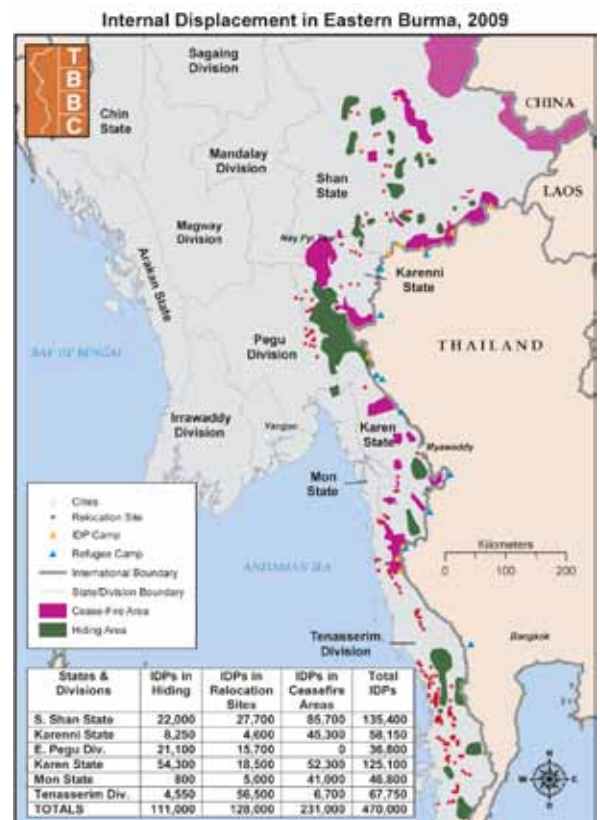 Internal Displacement in Eastern Burma, 2009
T
B
B
C
Sagaing
Division
CHINA
Chin
State
Mandalay
Division
Shan
State
LAOS
Magway
Division
Nay Pyi Taw
Arakan State
Karenni
State
BAY OF BENGAL
Pegu
Division
THAILAND
Irrawaddy
Division
Yangon
Karen
State
Myawaddy
Mon
State
Cities
Relocation Site
IDP Camp
Refugee Camp
International Boundary
State/Division Boundary
Cease-Fire Area
Hiding Area
ANDAMAN SEA
Kilometers
0 100 200
Tenasserim
Division
Bangkok
N
W E
S
States & Divisions IDPs in Hiding IDPs in Relocation Sites IDPs in Ceasefire Areas Total IDPs
S. Shan State 22,000 27,700 85,700 135,400
Karenni State 8,250 4,600 45,300 58,150
E. Pegu Div. 21,100 15,700 0 36,800
Karen State 54,300 18,500 52,300 125,100
Mon State 800 5,000 41,000 46,800
Tenasserim Div. 4,550 56,500 6,700 67,750
TOTALS 111,000 128,000 231,000 470,000